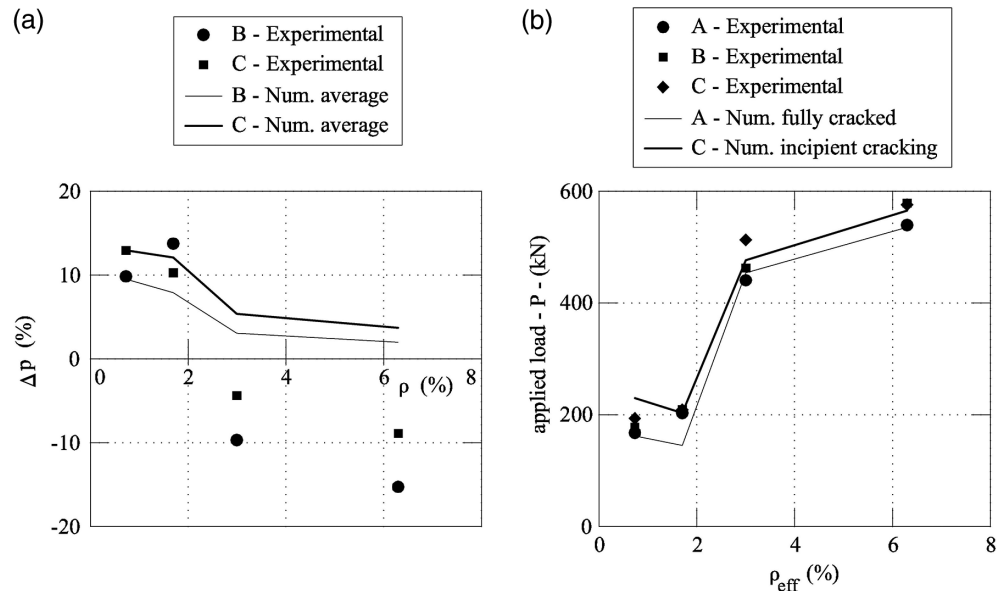 (a)
B - Experimental
C - Experimental
B - Num. average
C - Num. average
20
10
0
-10
-20
Δp (%)
0 2 4 6 8
ρ (%)
(b)
A - Experimental
B - Experimental
C - Experimental
A - Num. fully cracked
C - Num. incipient cracking
600
400
200
0
applied load - P - (kN)
0 2 4 6 8
ρeff (%)